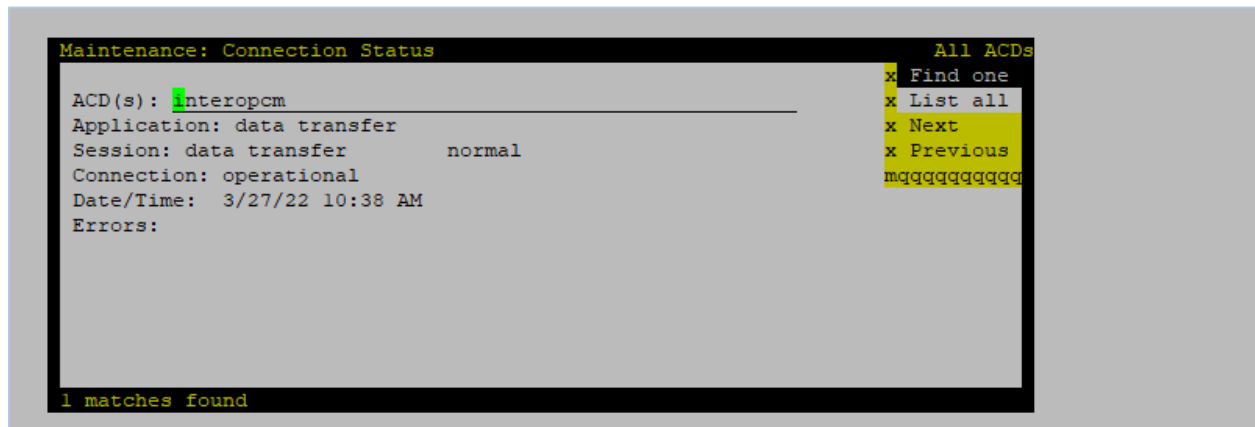 Maintenance: Connection Status All ACDs
x Find one
ACD(s): interopcm x List all
Application: data transfer x Next
Session: data transfer normal x Previous
Connection: operational mqqqqqqqqqq
Date/Time: 3/27/22 10:38 AM
Errors:
1 matches found